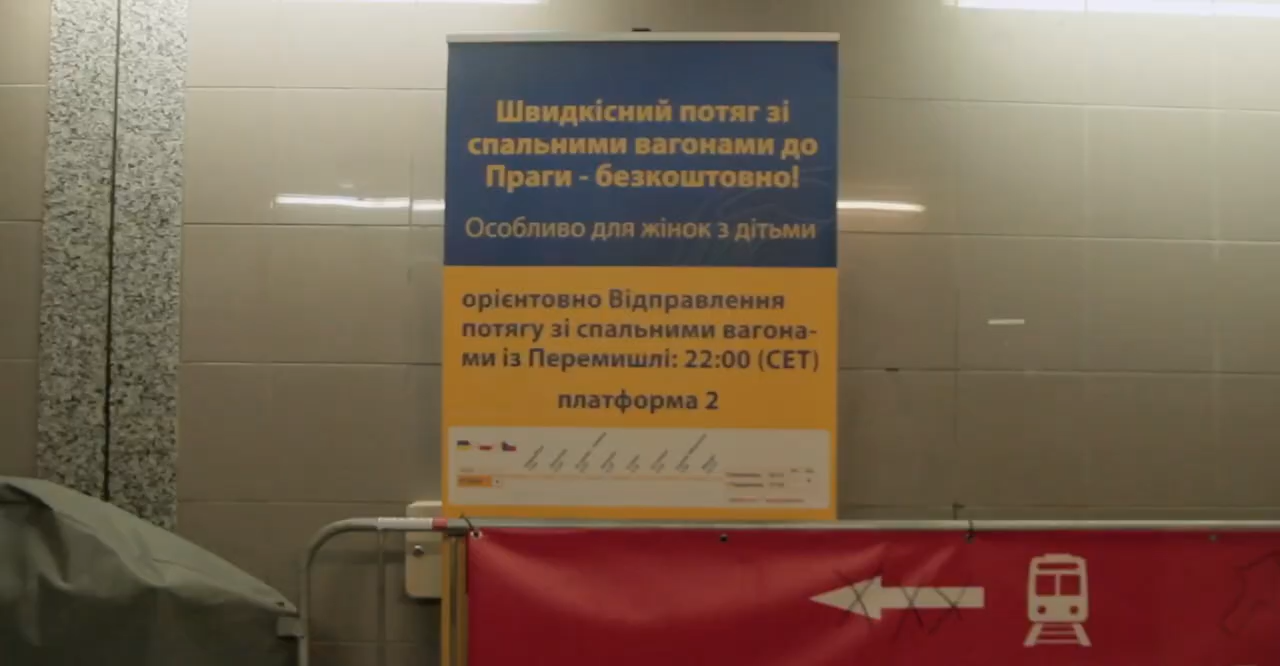 Швидкісний потяг зі
спальними вагонами до
Праги - безкоштовно!
Особливо для жінок з дітьми
орієнтовно Відправлення
потягу зі спальними вагона-
ми із Перемишлі: 22:00 (CET)
платформа 2